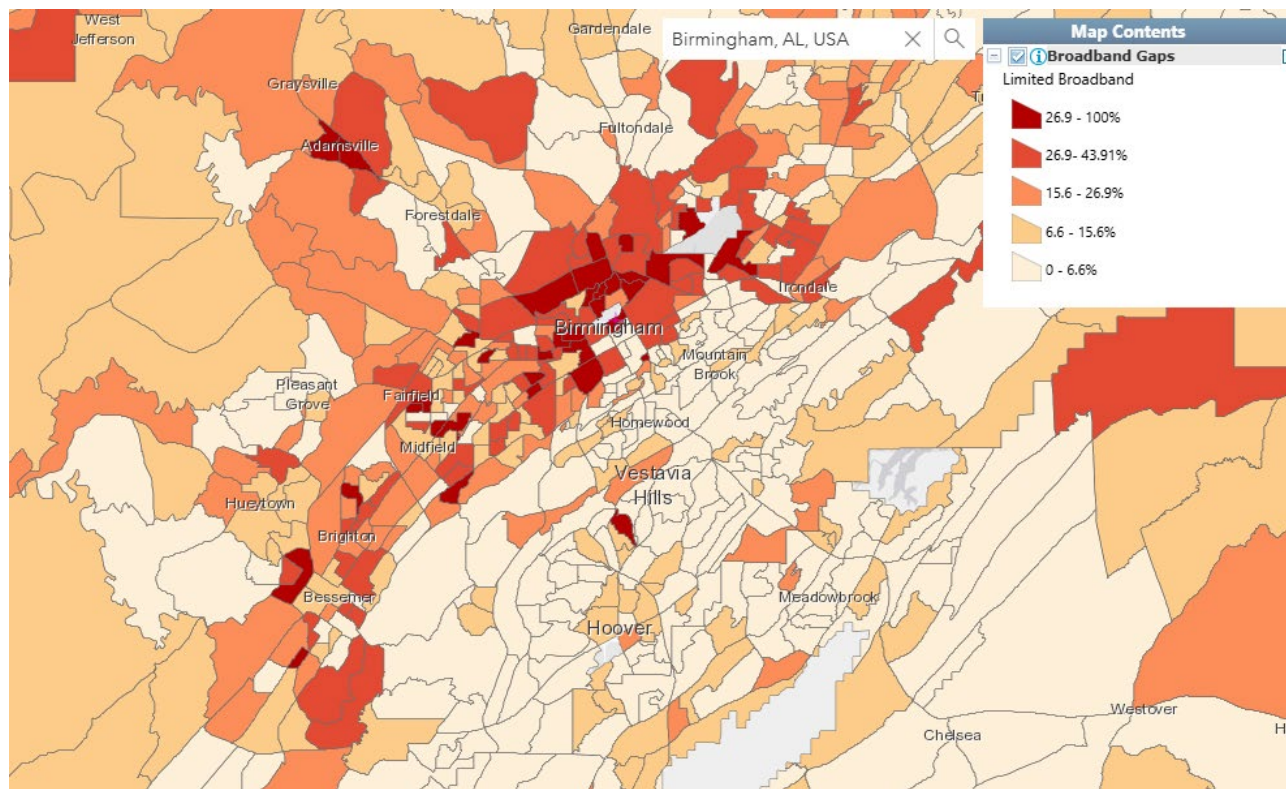 West
Jefferson
Gardendale
Birmingham, AL, USA
Map Contents
Broadband Gaps
Limited Broadband
26.9 - 100%
26.9- 43.91%
15.6 - 26.9%
6.6 - 15.6%
0 - 6.6%
Graysville
Adamsville
Fultondale
Forestdale
Irondale
Birmingham
Mountain
Brook
Pleasant
Grove
Fairfield
Homewood
Midfield
Vestavia
Hills
Hueytown
Brighton
Bessemer
Meadowbrook
Hoover
Westover
Chelsea